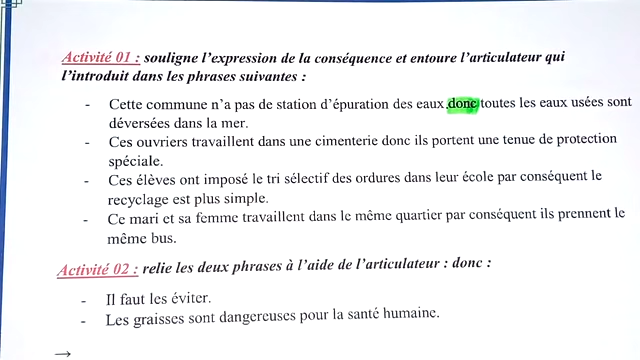 Activité 01 : souligne l'expression de la conséquence et entoure l'articulateur qui
l'introduit dans les phrases suivantes :
- Cette commune n'a pas de station d'épuration des eaux, donc toutes les eaux usées sont
déversées dans la mer.
- Ces ouvriers travaillent dans une cimenterie donc ils portent une tenue de protection
spéciale.
- Ces élèves ont imposé le tri sélectif des ordures dans leur école par conséquent le
recyclage est plus simple.
- Ce mari et sa femme travaillent dans le même quartier par conséquent ils prennent le
même bus.
Activité 02 : relie les deux phrases à l'aide de l'articulateur : donc :
- Il faut les éviter.
- Les graisses sont dangereuses pour la santé humaine.
→